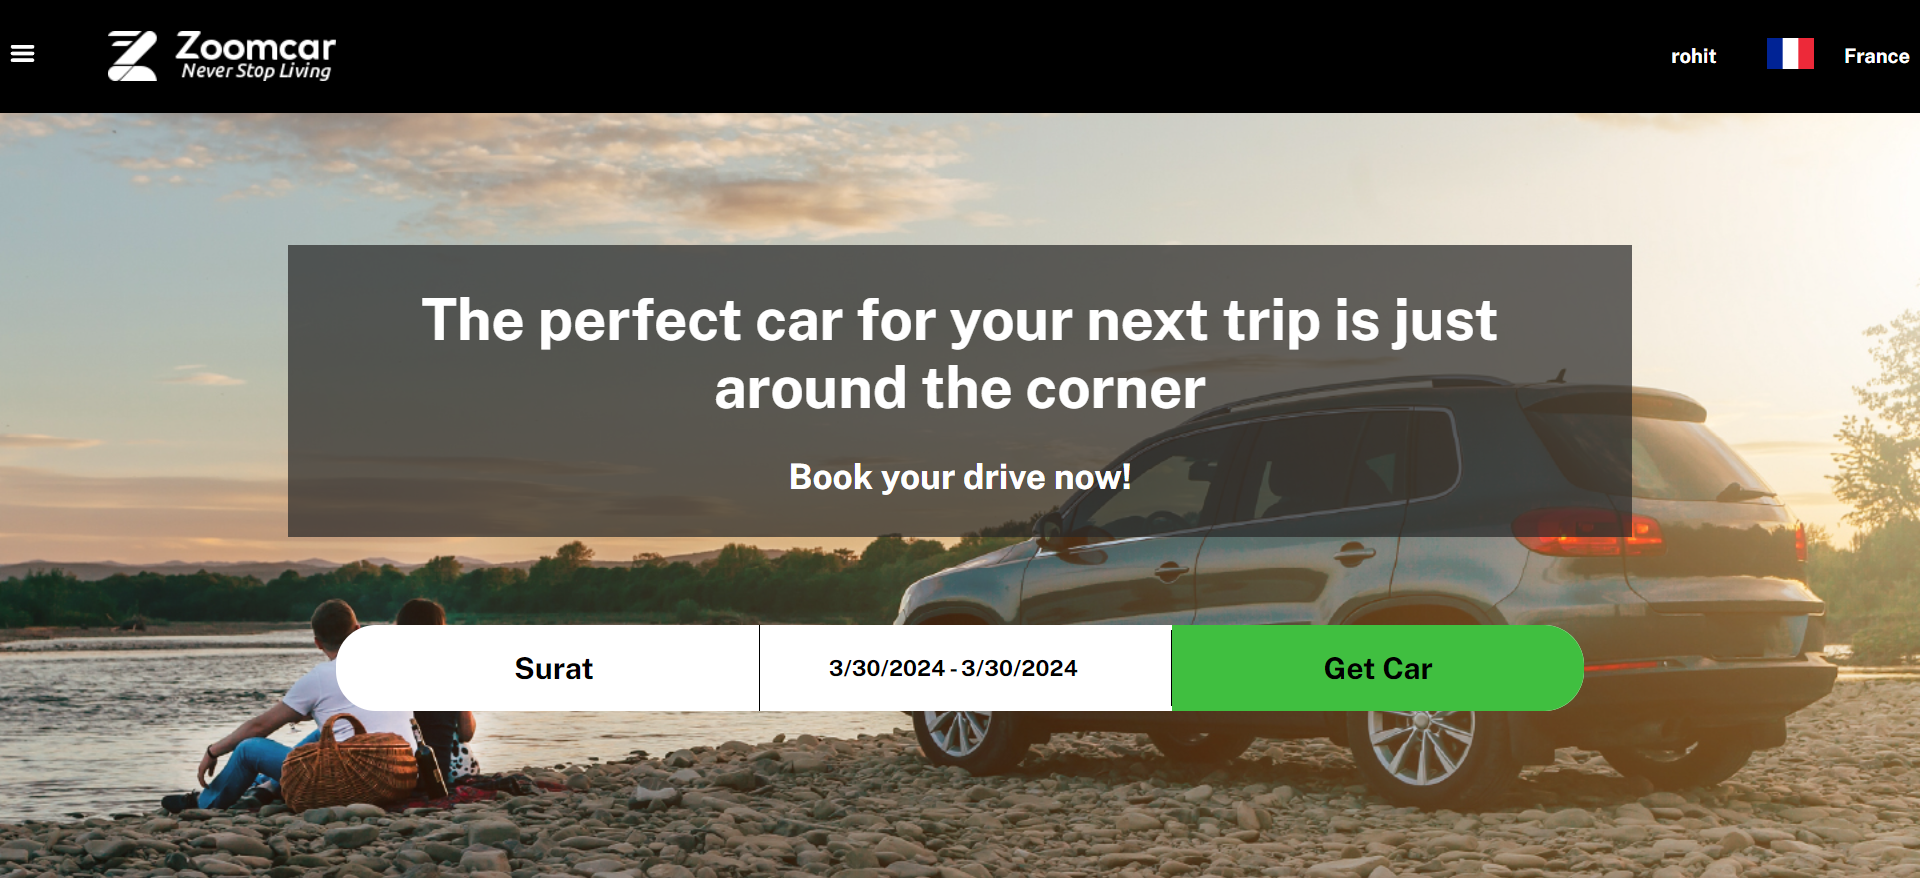 Zoomcar
Never Stop Living
rohit
France
The perfect car for your next trip is just
around the corner
Book your drive now!
Surat
3/30/2024 - 3/30/2024
Get Car